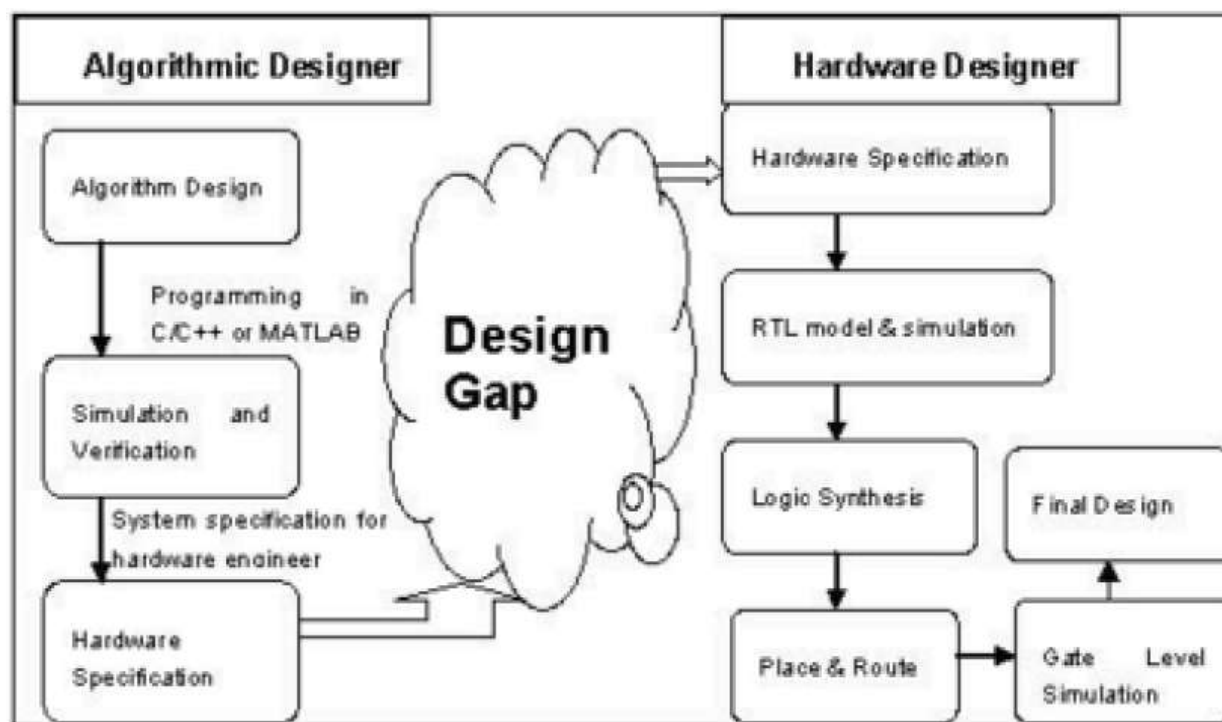 Algorithmic Designer
Algorithm Design
Programming in
C/C++ or MATLAB
Simulation and
Verification
System specification for
hardware engineer
Hardware
Specification
Design
Gap
Hardware Designer
Hardware Specification
RTL model & simulation
Logic Synthesis
Place & Route
Gate Level
Simulation
Final Design